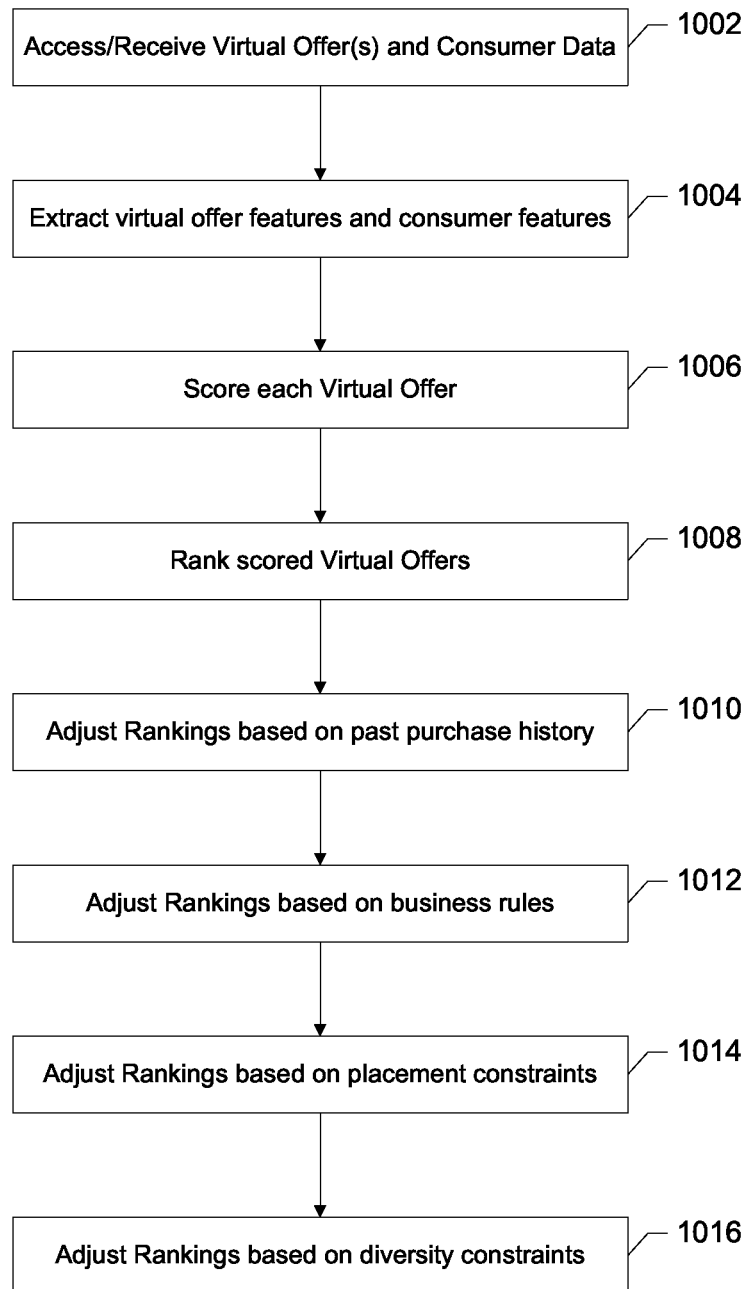 Access/Receive Virtual Offer(s) and Consumer Data
1002
Extract virtual offer features and consumer features
1004
Score each Virtual Offer
1006
Rank scored Virtual Offers
1008
Adjust Rankings based on past purchase history
1010
Adjust Rankings based on business rules
1012
Adjust Rankings based on placement constraints
1014
Adjust Rankings based on diversity constraints
1016